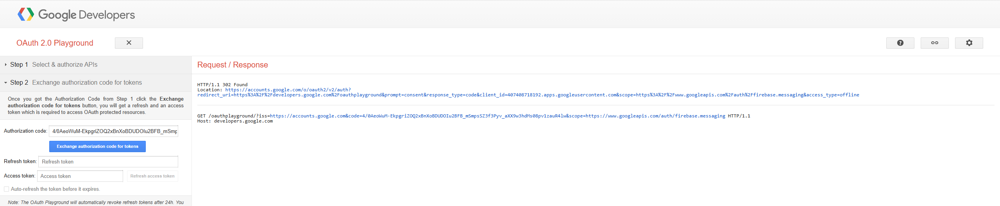 Google Developers
OAuth 2.0 Playground
Step 1 Select & authorize APIs
Step 2 Exchange authorization code for tokens
Once you got the Authorization Code from Step 1 click the Exchange
authorization code for tokens button, you will get a refresh and an access
token which is required to access OAuth protected resources.
Authorization code: 4/0AeoWuM-EkpgriZOQ2xBnXoBDUDOIu2BFB_mSmp
Exchange authorization code for tokens
Refresh token: Refresh token
Access token: Access token Refresh access token
Auto-refresh the token before it expires.
Note: The OAuth Playground will automatically revoke refresh tokens after 24h. You
Request / Response
HTTP/1.1 302 Found
Location: https://accounts.google.com/o/oauth2/v2/auth?
redirect_uri=https%3A%2F%2Fdevelopers.google.com%2Foauthplayground&prompt=consent&response_type=code&client_id=407408718192.apps.googleusercontent.com&scope=https%3A%2F%2Fwww.googleapis.com%2Fauth%2Ffirebase.messaging&access_type=offline
GET /oauthplayground/?iss=https://accounts.google.com&code=4/0AeoWuM-EkpgriZOQ2xBnXoBDUDOIu2BFB_mSmpsSZ3f3Pyv_aXX9w3hdMs08pv1zauR4lw&scope=https://www.googleapis.com/auth/firebase.messaging HTTP/1.1
Host: developers.google.com